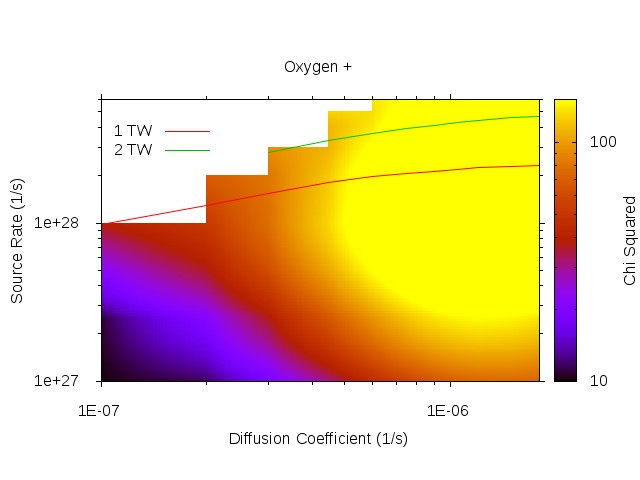 Oxygen +
1 TW
2 TW
Source Rate (1/s)
1e+28
1e+27
1E-07
1E-06
Diffusion Coefficient (1/s)
100
10
Chi Squared